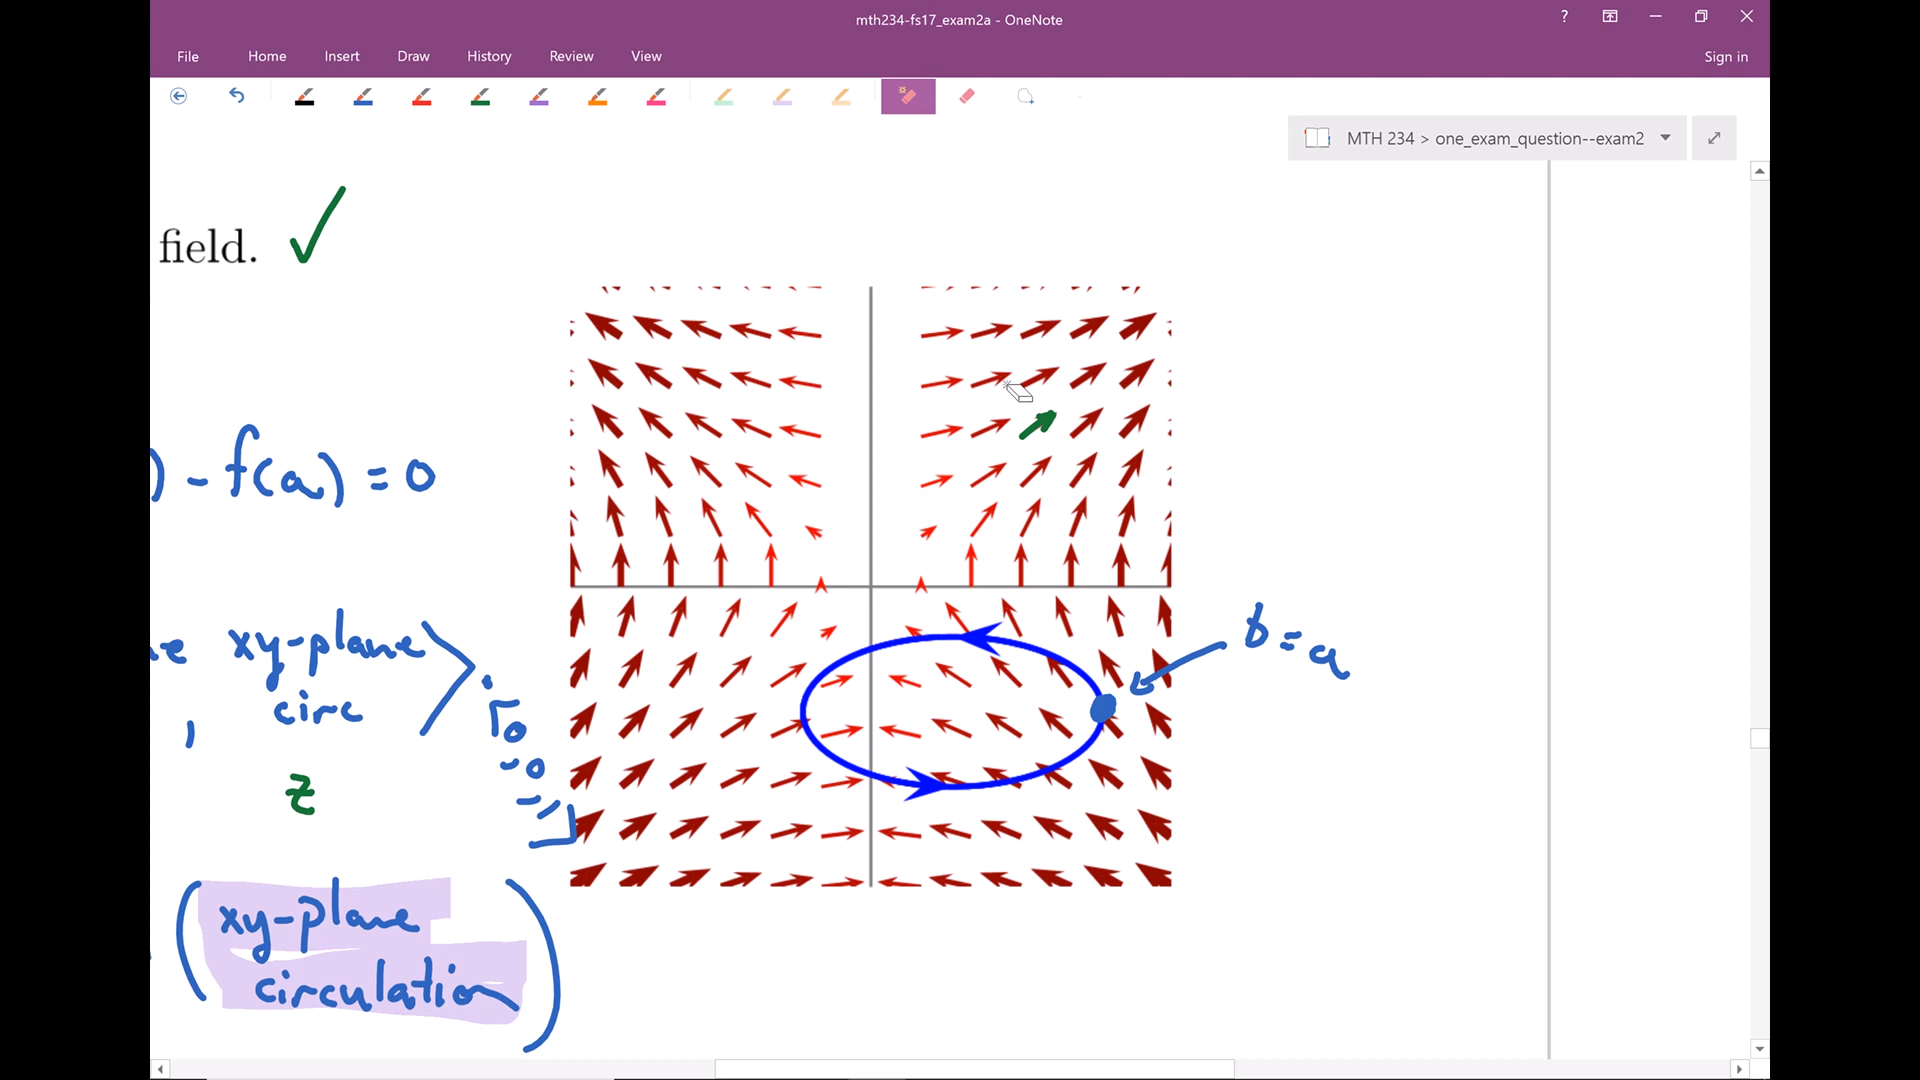 mth234-fs17_exam2a - OneNote
?
File Home Insert Draw History Review View
Sign in
MTH 234 > one_exam_question--exam2
field.
) - f(a) = 0
b = a
xy-plane
circ
z
xy-plane
circulation